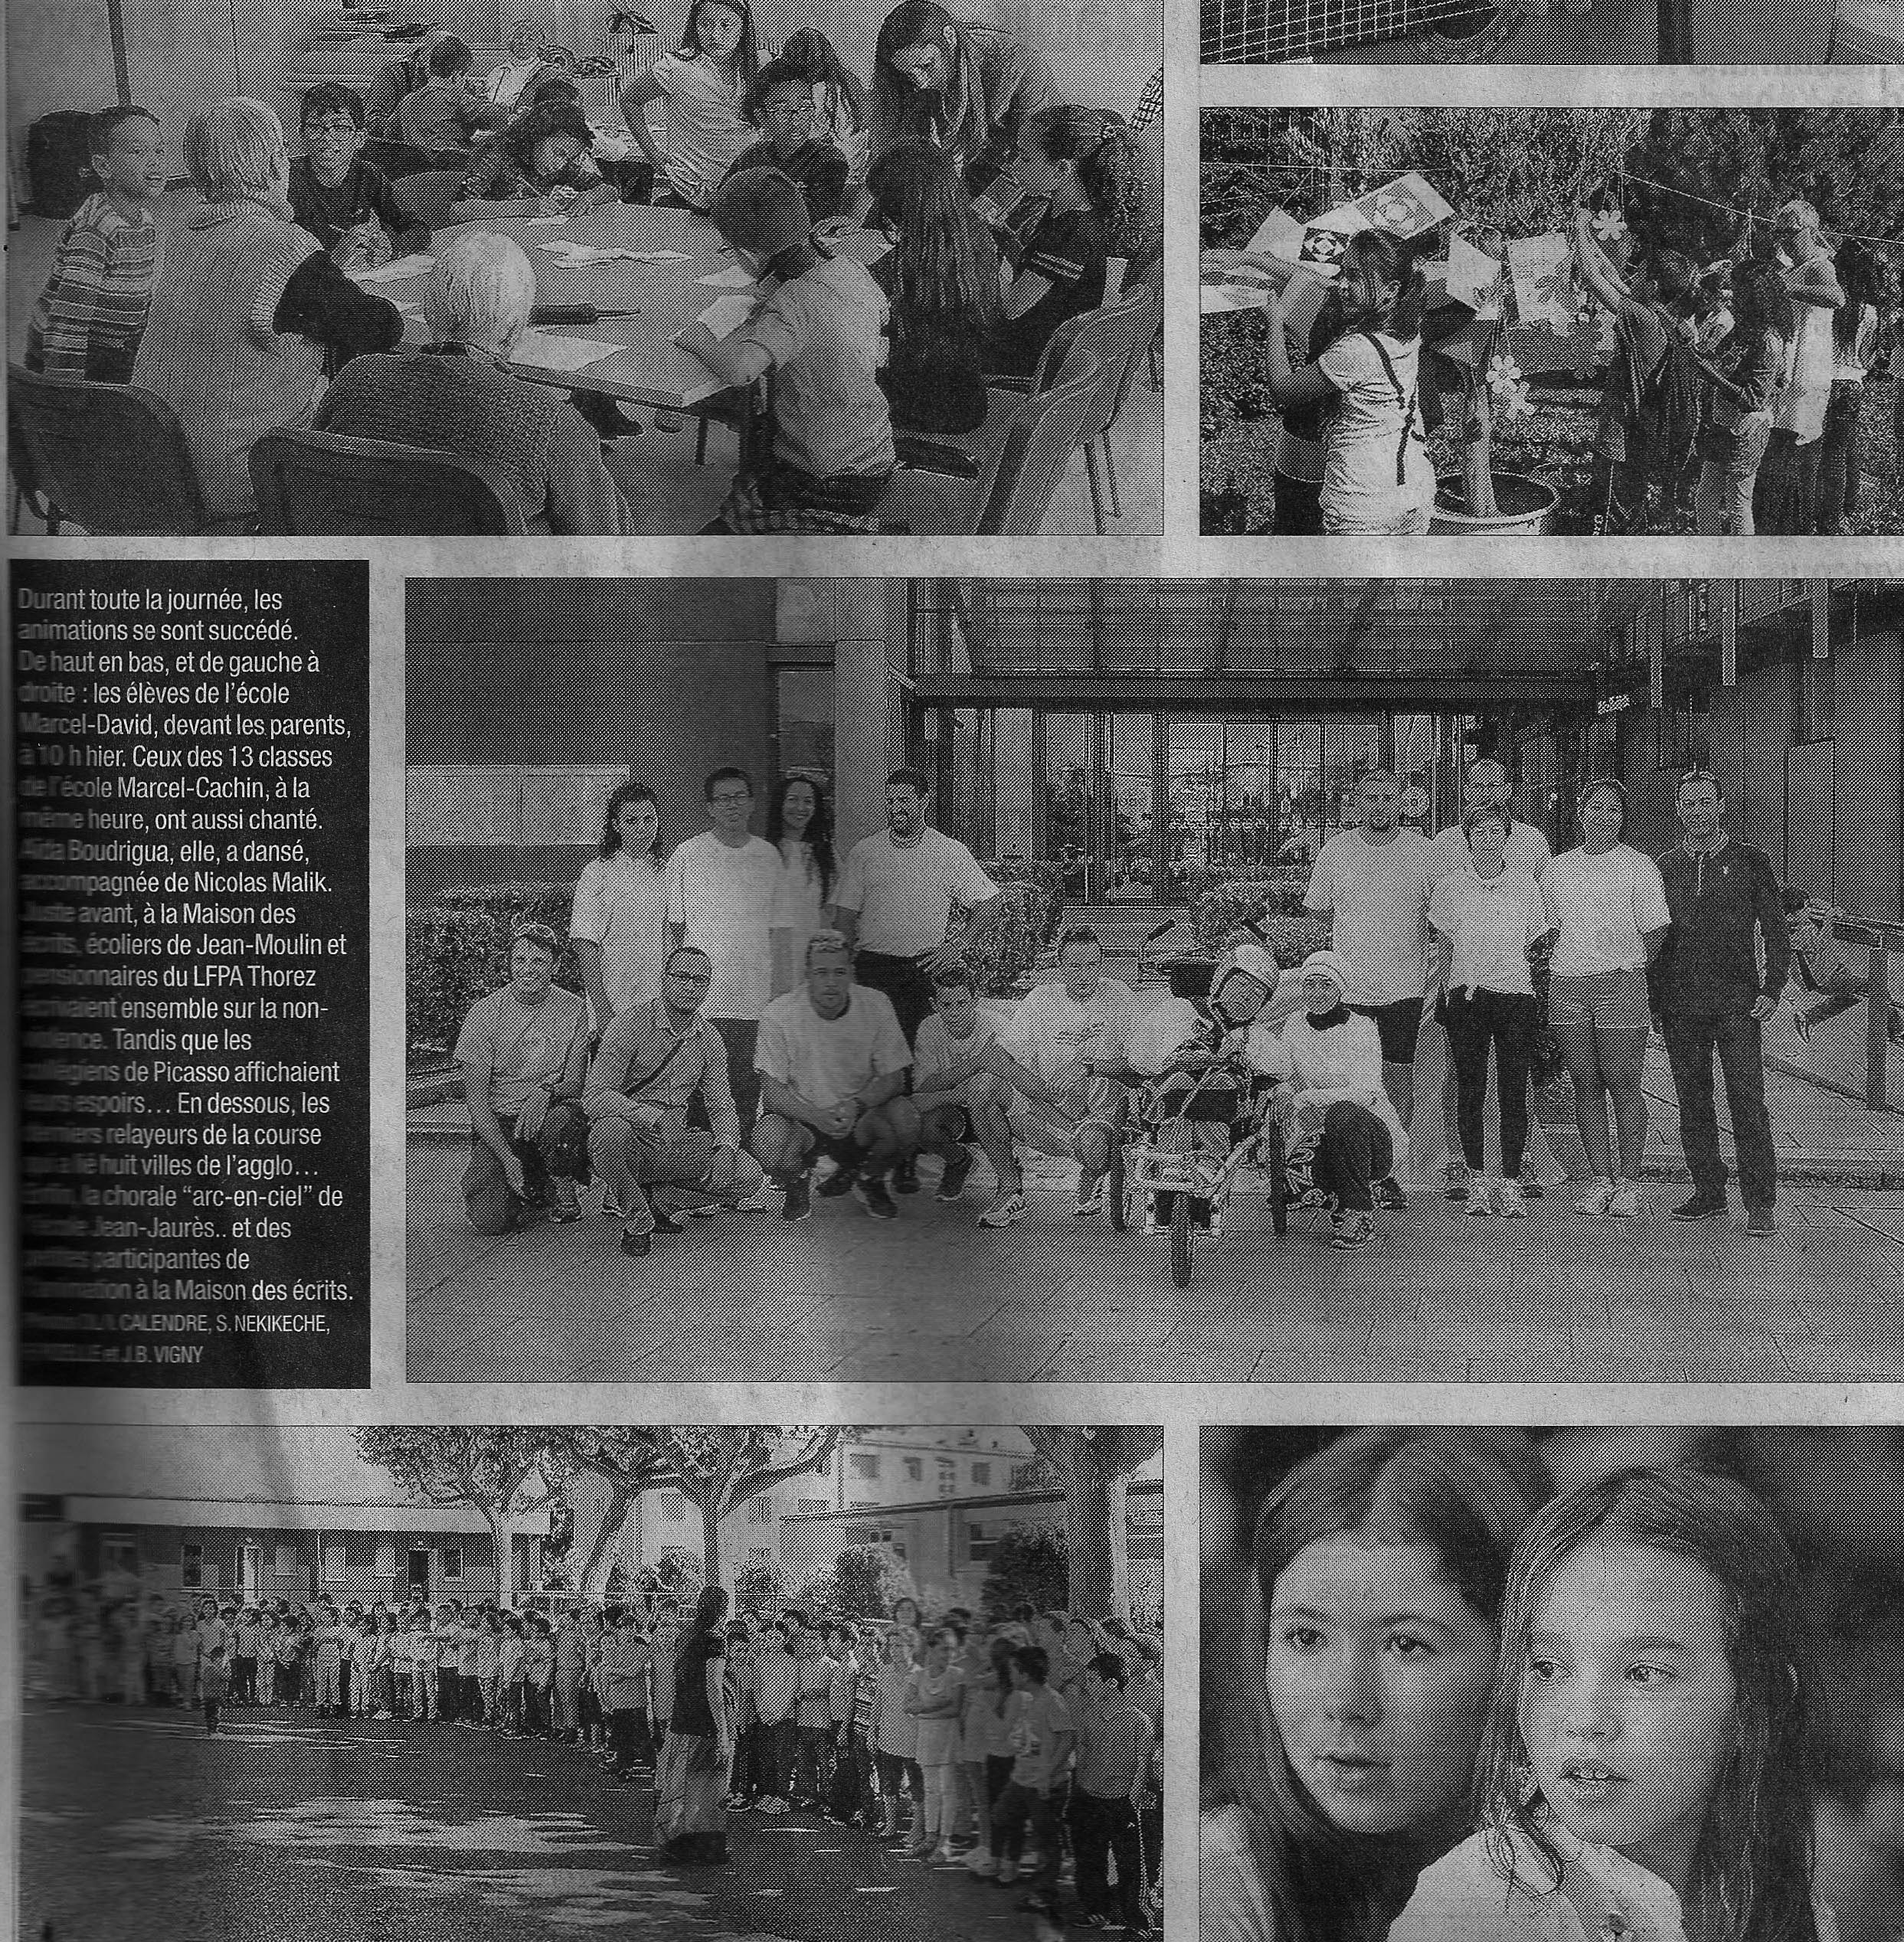 Durant toute la journée, les
animations se sont succédé.
De haut en bas, et de gauche à
droite : les élèves de l'école
Marcel-David, devant les parents,
à 10 h hier. Ceux des 13 classes
de l'école Marcel-Cachin, à la
même heure, ont aussi chanté.
Aïda Boudrigua, elle, a dansé,
accompagnée de Nicolas Malik.
Juste avant, à la Maison des
écrits, écoliers de Jean-Moulin et
pensionnaires du LFPA Thorez
écrivaient ensemble sur la non-
violence. Tandis que les
collégiens de Picasso affichaient
leurs espoirs… En dessous, les
derniers relayeurs de la course
qui a lié huit villes de l'agglo…
Enfin, la chorale “arc-en-ciel” de
l'école Jean-Jaurès.. et des
petites participantes de
l'animation à la Maison des écrits.
CALENDRE, S. NEKIKECHE,
et J.B. VIGNY